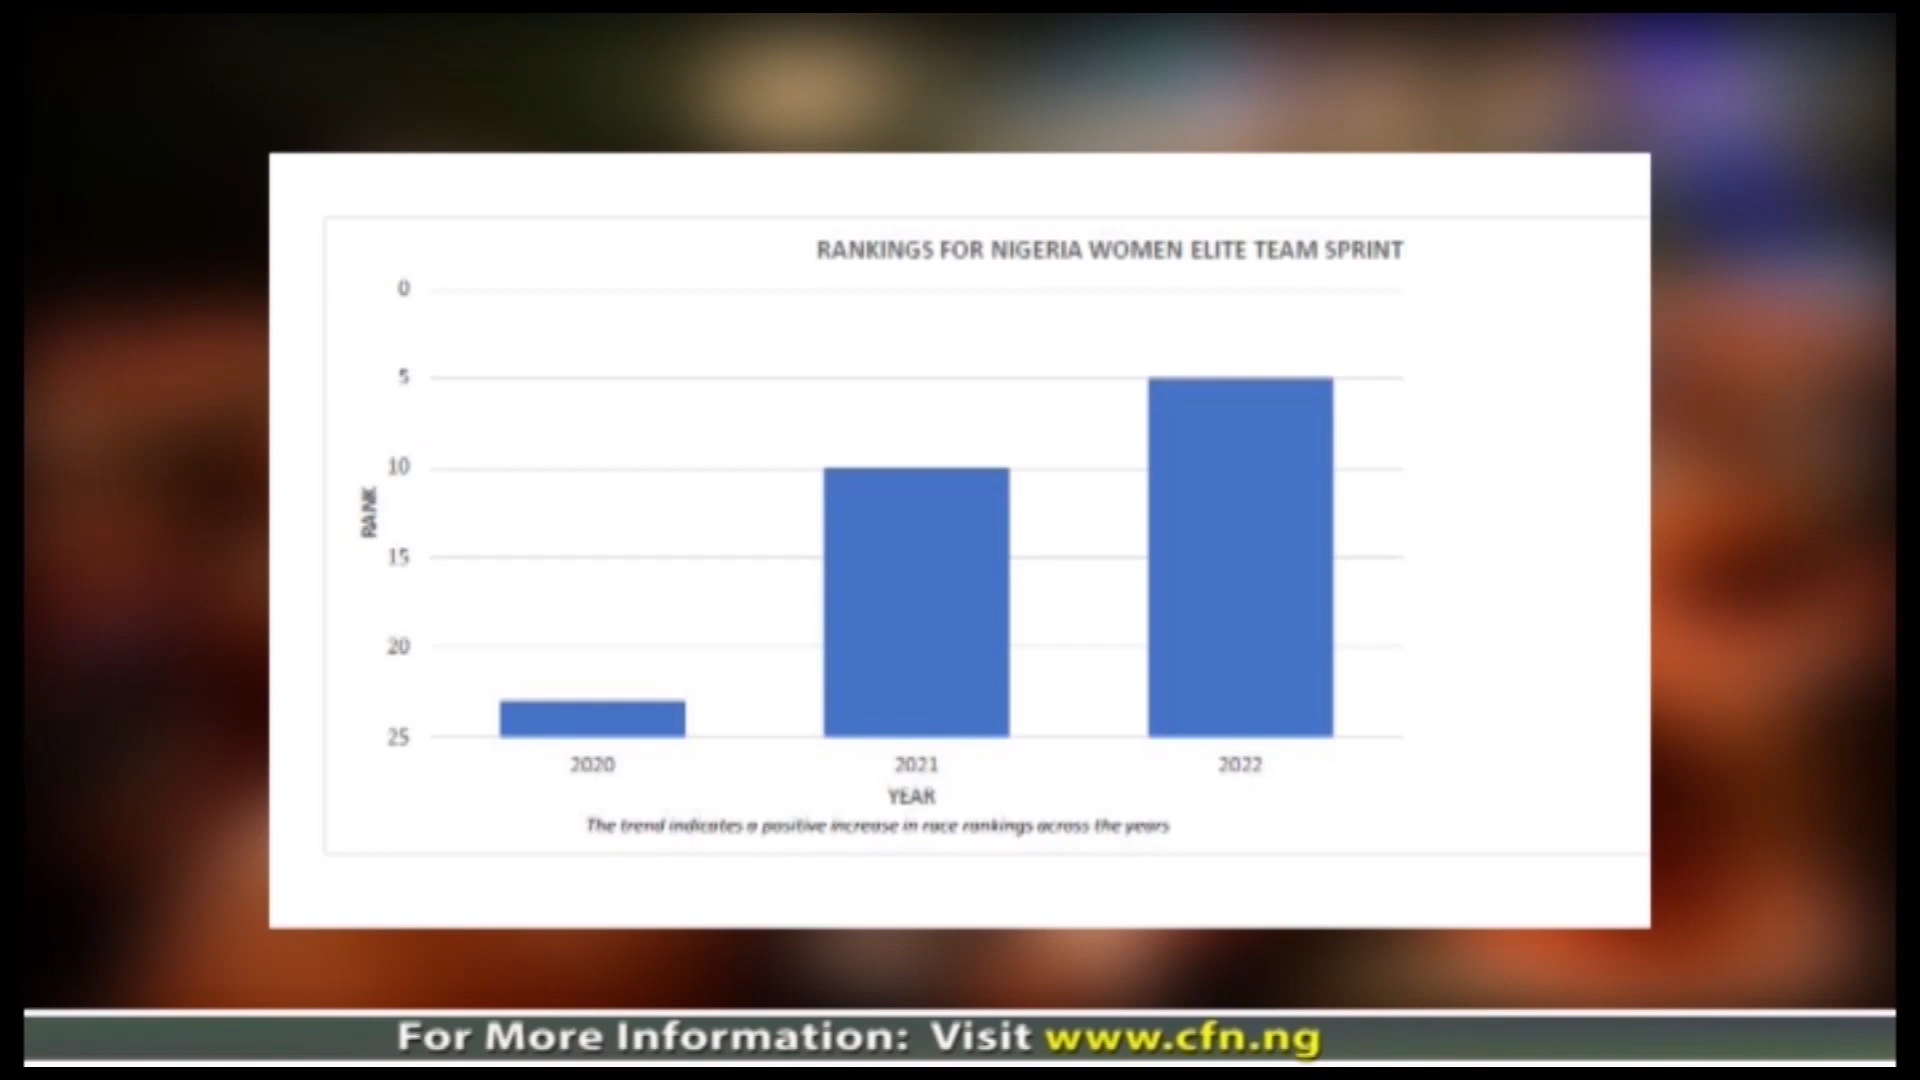 RANKINGS FOR NIGERIA WOMEN ELITE TEAM SPRINT
0
5
10
15
20
25
RANK
2020 2021 2022
YEAR
The trend indicates a positive increase in race rankings across the years
For More Information: Visit www.cfn.ng